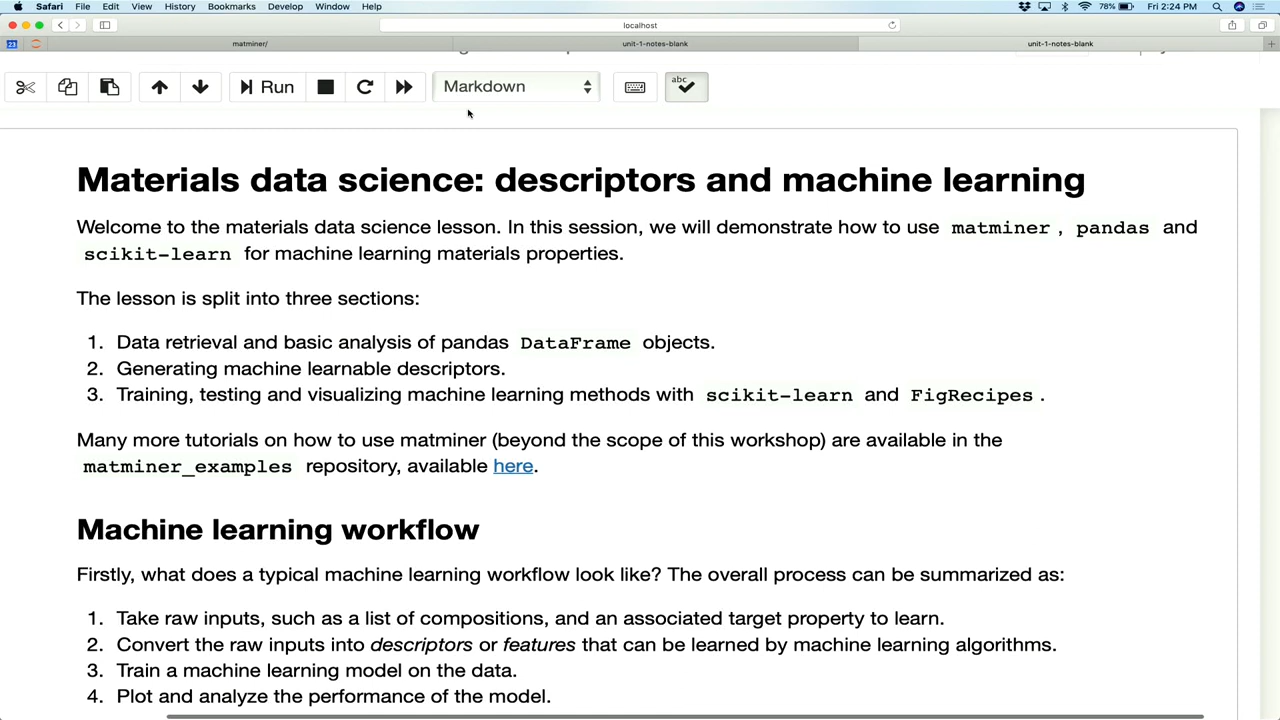 Safari File Edit View History Bookmarks Develop Window Help 78% Fri 2:24 PM
localhost
23 matminer/ unit-1-notes-blank unit-1-notes-blank
Run Markdown abc
Materials data science: descriptors and machine learning
Welcome to the materials data science lesson. In this session, we will demonstrate how to use matminer, pandas and
scikit-learn for machine learning materials properties.
The lesson is split into three sections:
1. Data retrieval and basic analysis of pandas DataFrame objects.
2. Generating machine learnable descriptors.
3. Training, testing and visualizing machine learning methods with scikit-learn and FigRecipes.
Many more tutorials on how to use matminer (beyond the scope of this workshop) are available in the
matminer_examples repository, available here.
Machine learning workflow
Firstly, what does a typical machine learning workflow look like? The overall process can be summarized as:
1. Take raw inputs, such as a list of compositions, and an associated target property to learn.
2. Convert the raw inputs into descriptors or features that can be learned by machine learning algorithms.
3. Train a machine learning model on the data.
4. Plot and analyze the performance of the model.